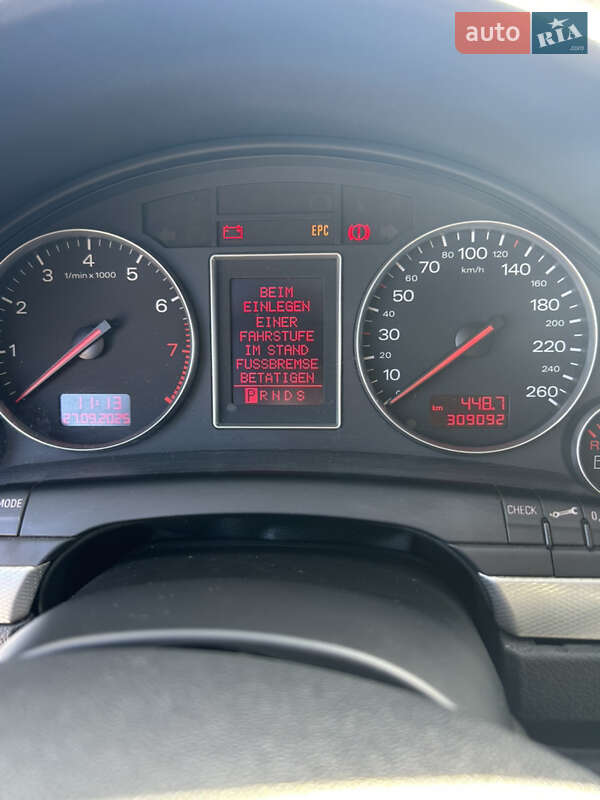 auto RIA .com
EPC
80 100 120
60 70 140
km/h
50 180
40 200
30 220
20
10 240
0 260
3 4 5
1/min x 1000
2 6
1 7
BEIM
EINLEGEN
EINER
FAHRSTUFE
IM STAND
FUSSBREMSE
BETÄTIGEN
PRNDS
11:13
27.09.2025
km 448.7
309092
MODE
CHECK
0,
R